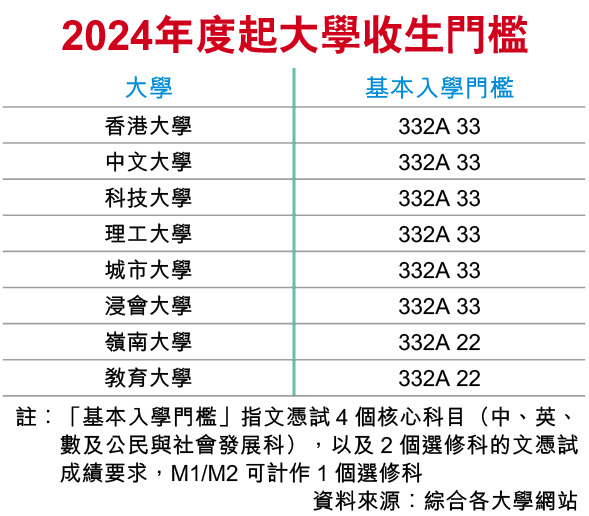 2024年度起大學收生門檻
大學 基本入學門檻
香港大學 332A 33
中文大學 332A 33
科技大學 332A 33
理工大學 332A 33
城市大學 332A 33
浸會大學 332A 33
嶺南大學 332A 22
教育大學 332A 22
註：「基本入學門檻」指文憑試 4 個核心科目（中、英、
數及公民與社會發展科），以及 2 個選修科的文憑試
成績要求，M1/M2 可計作 1 個選修科
資料來源：綜合各大學網站